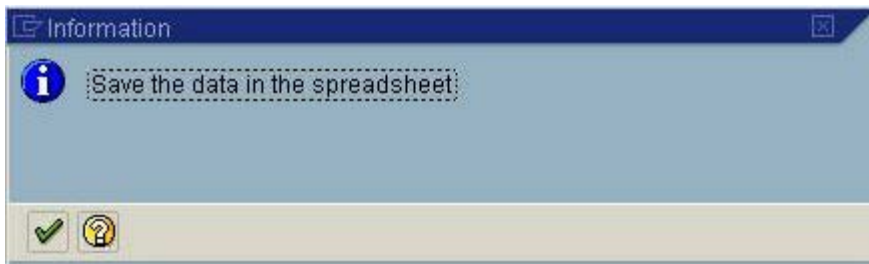 Information
Save the data in the spreadsheet